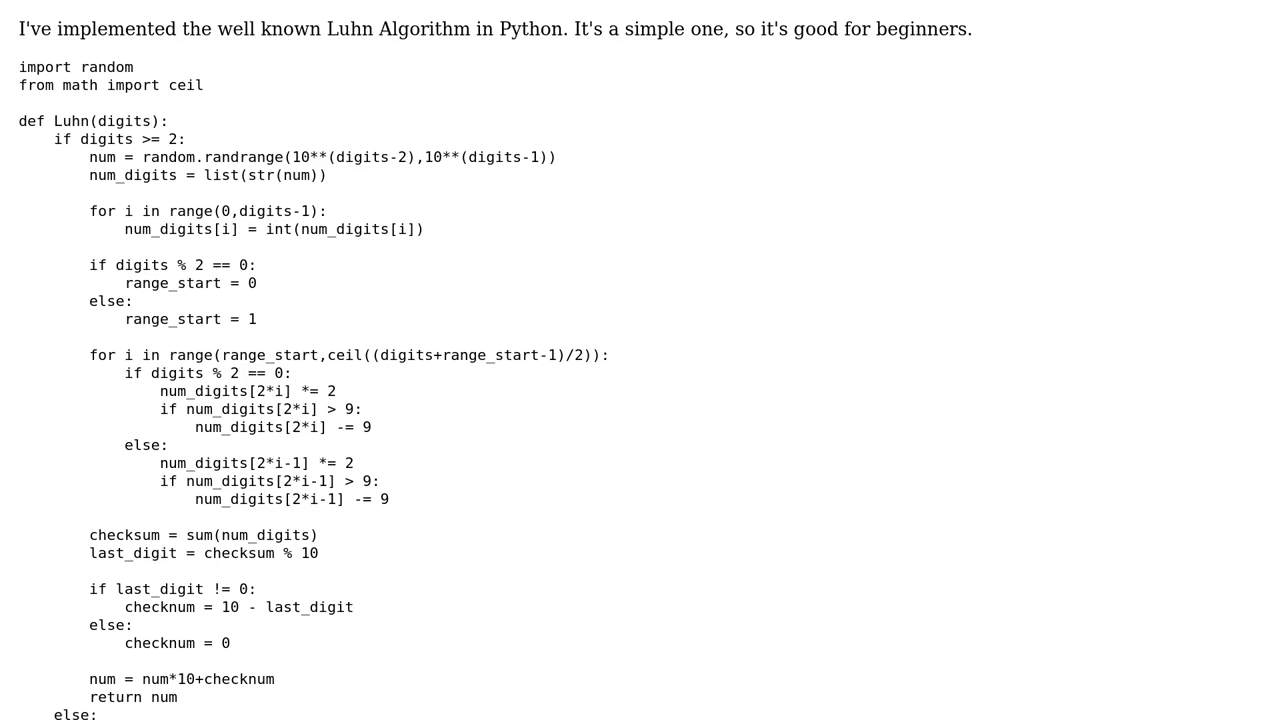 I've implemented the well known Luhn Algorithm in Python. It's a simple one, so it's good for beginners.
import random
from math import ceil

def Luhn(digits):
    if digits >= 2:
        num = random.randrange(10**(digits-2),10**(digits-1))
        num_digits = list(str(num))

        for i in range(0,digits-1):
            num_digits[i] = int(num_digits[i])

        if digits % 2 == 0:
            range_start = 0
        else:
            range_start = 1

        for i in range(range_start,ceil((digits+range_start-1)/2)):
            if digits % 2 == 0:
                num_digits[2*i] *= 2
                if num_digits[2*i] > 9:
                    num_digits[2*i] -= 9
            else:
                num_digits[2*i-1] *= 2
                if num_digits[2*i-1] > 9:
                    num_digits[2*i-1] -= 9

        checksum = sum(num_digits)
        last_digit = checksum % 10

        if last_digit != 0:
            checknum = 10 - last_digit
        else:
            checknum = 0

        num = num*10+checknum
        return num
    else: